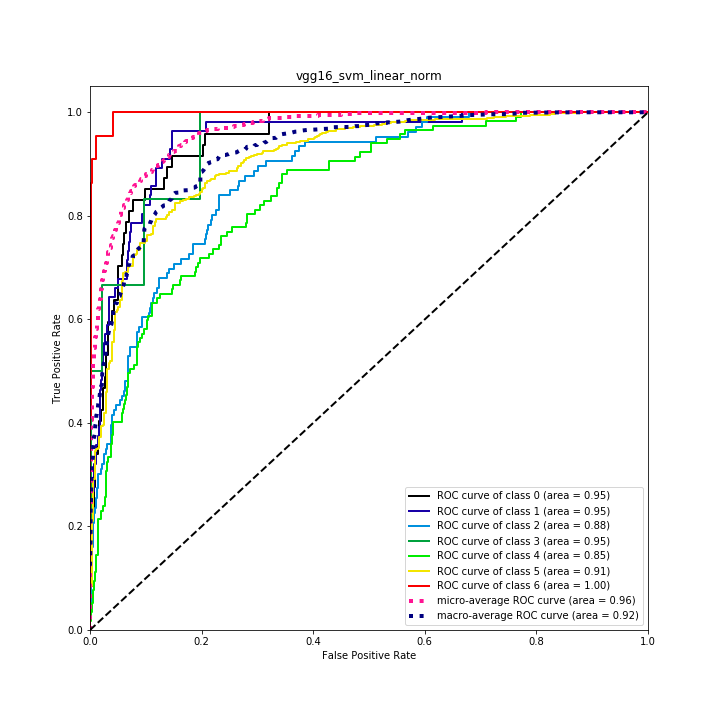 vgg16_svm_linear_norm
True Positive Rate
1.0
0.8
0.6
0.4
0.2
0.0
ROC curve of class 0 (area = 0.95)
ROC curve of class 1 (area = 0.95)
ROC curve of class 2 (area = 0.88)
ROC curve of class 3 (area = 0.95)
ROC curve of class 4 (area = 0.85)
ROC curve of class 5 (area = 0.91)
ROC curve of class 6 (area = 1.00)
micro-average ROC curve (area = 0.96)
macro-average ROC curve (area = 0.92)
0.0 0.2 0.4 0.6 0.8 1.0
False Positive Rate